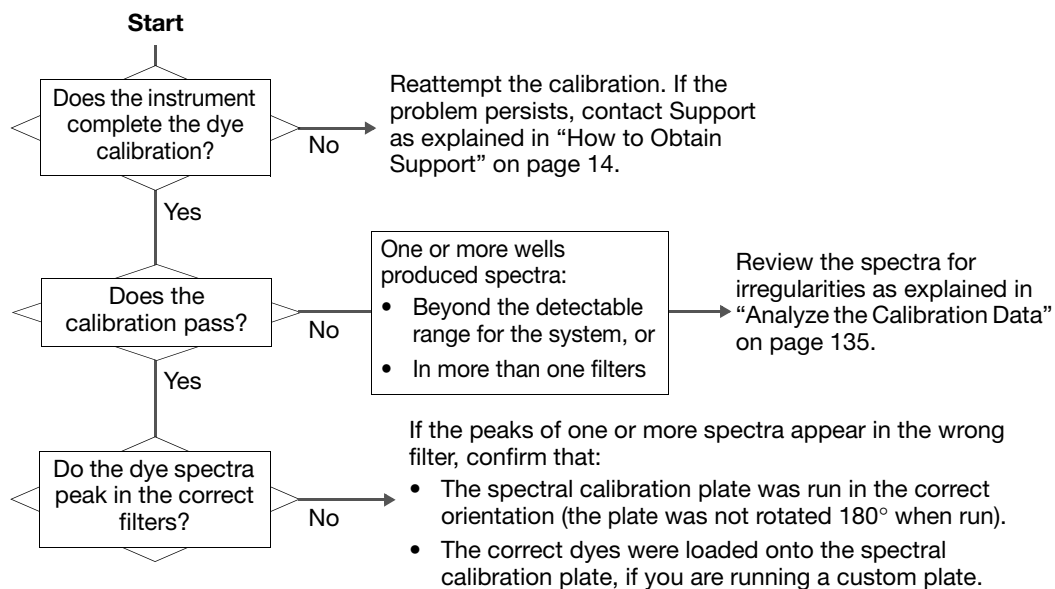 Start
Does the instrument
complete the dye
calibration?
No
Reattempt the calibration. If the
problem persists, contact Support
as explained in “How to Obtain
Support” on page 14.
Yes
Does the
calibration pass?
No
One or more wells
produced spectra:
• Beyond the detectable
range for the system, or
• In more than one filters
Review the spectra for
irregularities as explained in
“Analyze the Calibration Data”
on page 135.
Yes
Do the dye spectra
peak in the correct
filters?
No
If the peaks of one or more spectra appear in the wrong
filter, confirm that:
• The spectral calibration plate was run in the correct
orientation (the plate was not rotated 180° when run).
• The correct dyes were loaded onto the spectral
calibration plate, if you are running a custom plate.